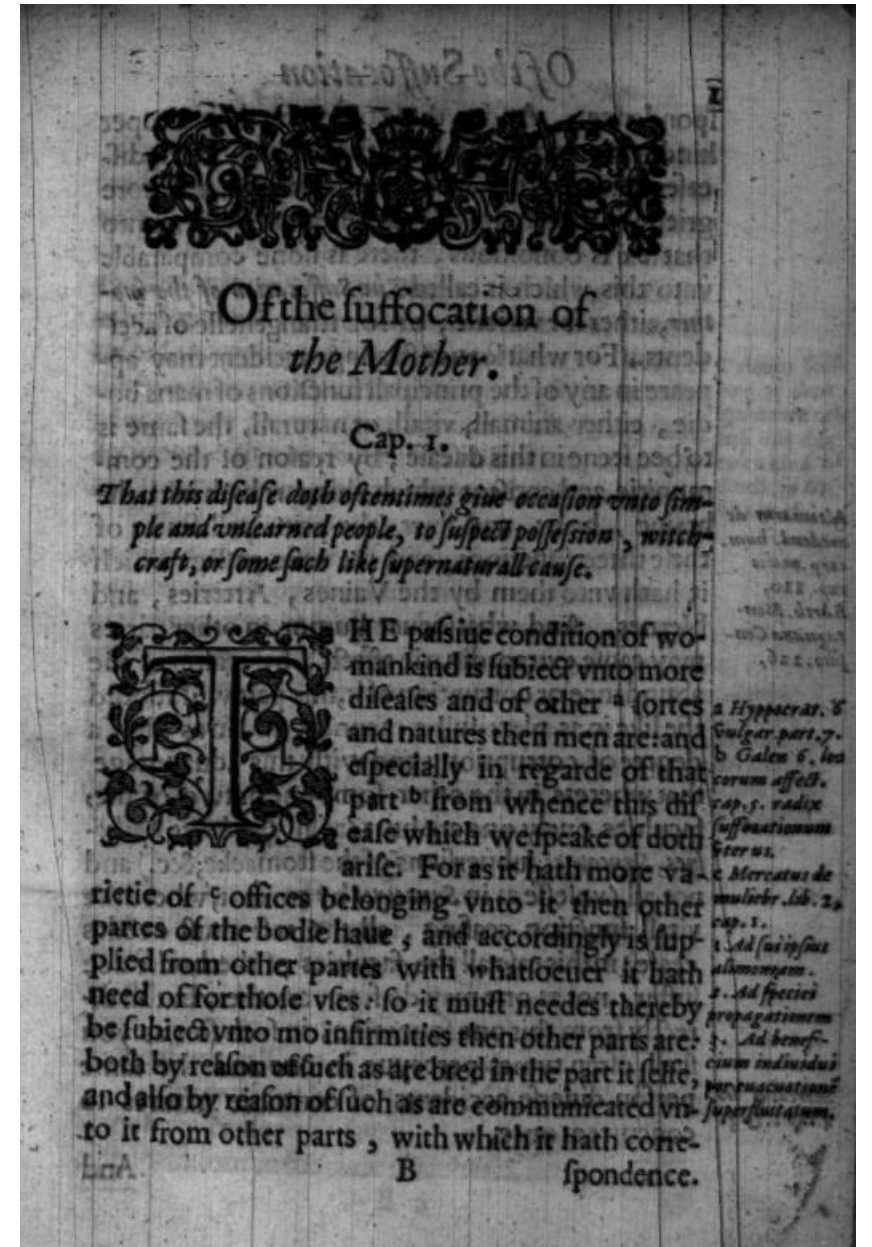 1
Of the ſuffocation of
the Mother.
Cap. 1.
That this diſeaſe doth oftentimes giue occaſion vnto ſim-
ple and vnlearned people, to ſuſpect poſſeſsion, witch-
craft, or ſome ſuch like ſupernaturall cauſe.
THE paſsiue condition of wo-
mankind is ſubiect vnto more
diſeaſes and of other a ſortes
and natures then men are: and
eſpecially in regarde of that
part b from whence this diſ
eaſe which we ſpeake of doth
ariſe. For as it hath more va-
rietie of c offices belonging vnto it then other
partes of the bodie haue, and accordingly is ſup-
plied from other partes with whatſoeuer it hath
need of for thoſe vſes: ſo it muſt needes thereby
be ſubiect vnto mo infirmities then other parts are:
both by reaſon of ſuch as are bred in the part it ſelfe,
and alſo by reaſon of ſuch as are communicated vn-
to it from other parts, with which it hath corre-
B ſpondence.
a Hyppocrat. 6
vulgar part. 7.
b Galen 6. loa
corum affect.
cap. 5. radix
ſuffocationum
vterus.
c Mercatus de
muliebr. lib. 2,
cap. 1.
1. Ad ſui ipſius
alimoniam.
2. Ad ſpeciei
propagationem
3. Ad benefi-
cium indiuidui
per euacuationē
ſuperfluitatum.